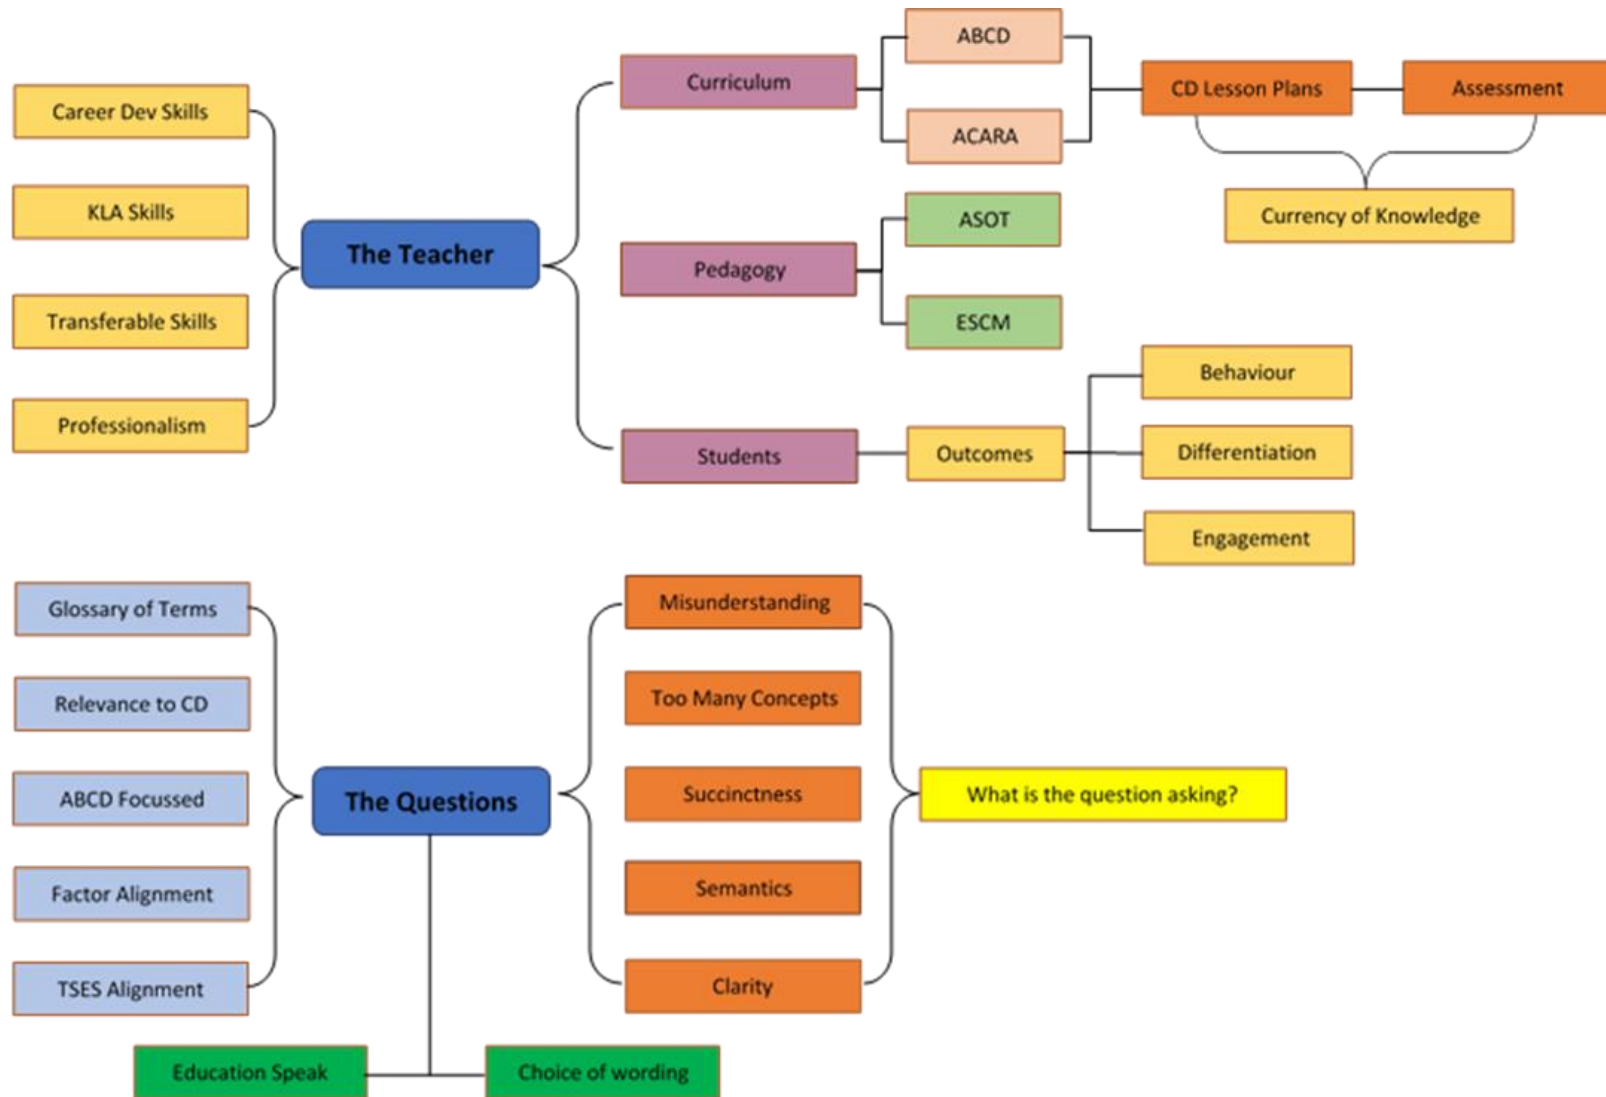 ABCD
Curriculum
CD Lesson Plans
Assessment
Career Dev Skills
ACARA
KLA Skills
ASOT
Currency of Knowledge
The Teacher
Pedagogy
Transferable Skills
ESCM
Behaviour
Professionalism
Students
Outcomes
Differentiation
Engagement
Glossary of Terms
Misunderstanding
Relevance to CD
Too Many Concepts
ABCD Focussed
The Questions
Succinctness
What is the question asking?
Factor Alignment
Semantics
TSES Alignment
Clarity
Education Speak
Choice of wording